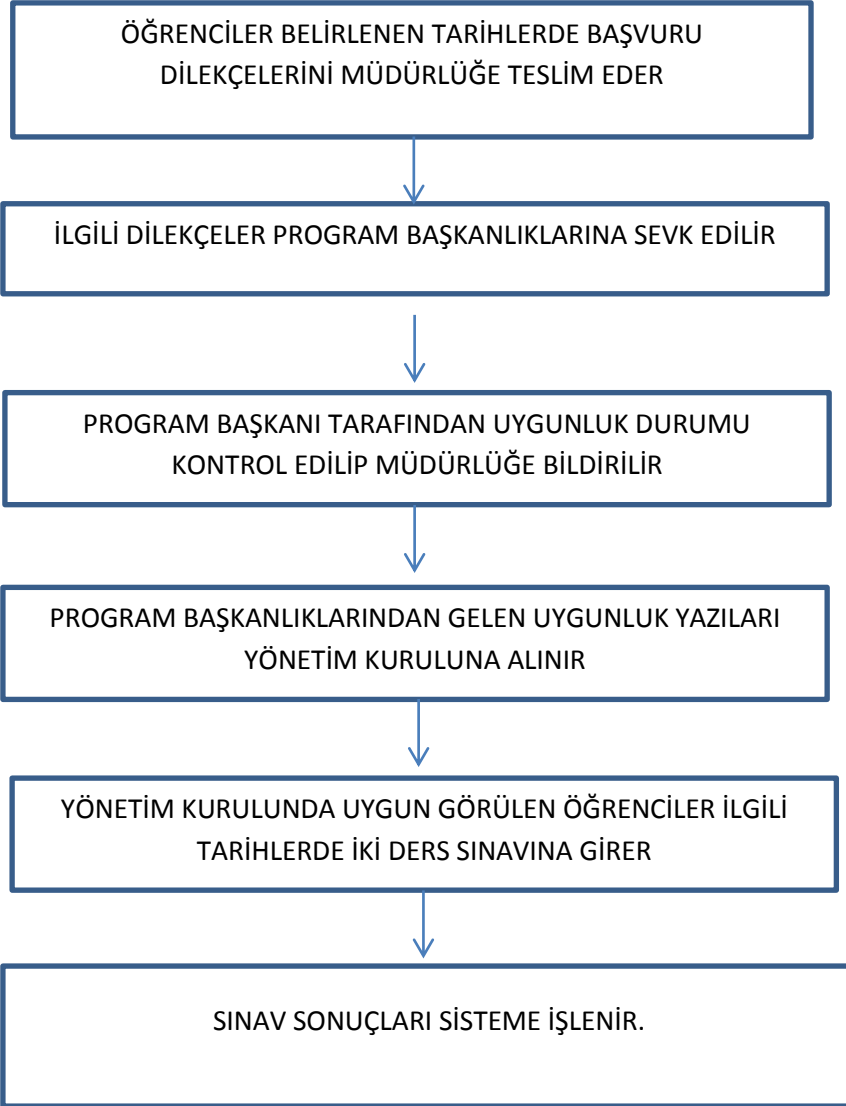 ÖĞRENCİLER BELİRLENEN TARİHLERDE BAŞVURU
DİLEKÇELERİNİ MÜDÜRLÜĞE TESLİM EDER
İLGİLİ DİLEKÇELER PROGRAM BAŞKANLIKLARINA SEVK EDİLİR
PROGRAM BAŞKANI TARAFINDAN UYGUNLUK DURUMU
KONTROL EDİLİP MÜDÜRLÜĞE BİLDİRİLİR
PROGRAM BAŞKANLIKLARINDAN GELEN UYGUNLUK YAZILARI
YÖNETİM KURULUNA ALINIR
YÖNETİM KURULUNDA UYGUN GÖRÜLEN ÖĞRENCİLER İLGİLİ
TARİHLERDE İKİ DERS SINAVINA GİRER
SINAV SONUÇLARI SİSTEME İŞLENİR.